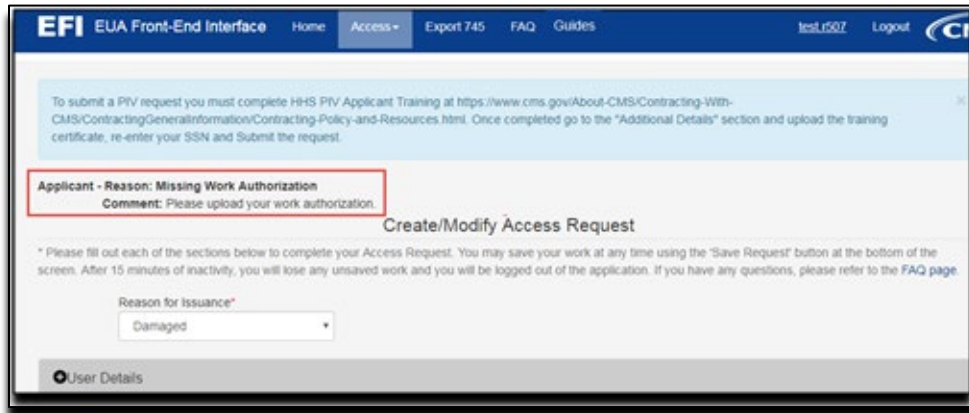 EFI EUA Front-End Interface Home Access Export 745 FAQ Guides test.r507 Logout
To submit a PIV request you must complete HHS PIV Applicant Training at https://www.cms.gov/About-CMS/Contracting-With-
CMS/ContractingGeneralInformation/Contracting-Policy-and-Resources.html. Once completed go to the "Additional Details" section and upload the training
certificate, re-enter your SSN and Submit the request.
Applicant - Reason: Missing Work Authorization
Comment: Please upload your work authorization.
Create/Modify Access Request
* Please fill out each of the sections below to complete your Access Request. You may save your work at any time using the 'Save Request' button at the bottom of the
screen. After 15 minutes of inactivity, you will lose any unsaved work and you will be logged out of the application. If you have any questions, please refer to the FAQ page.
Reason for Issuance*
Damaged
User Details